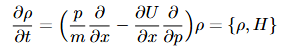 ∂ρ/∂t = (p/m ∂/∂x − ∂U/∂x ∂/∂p)ρ = {ρ, H}